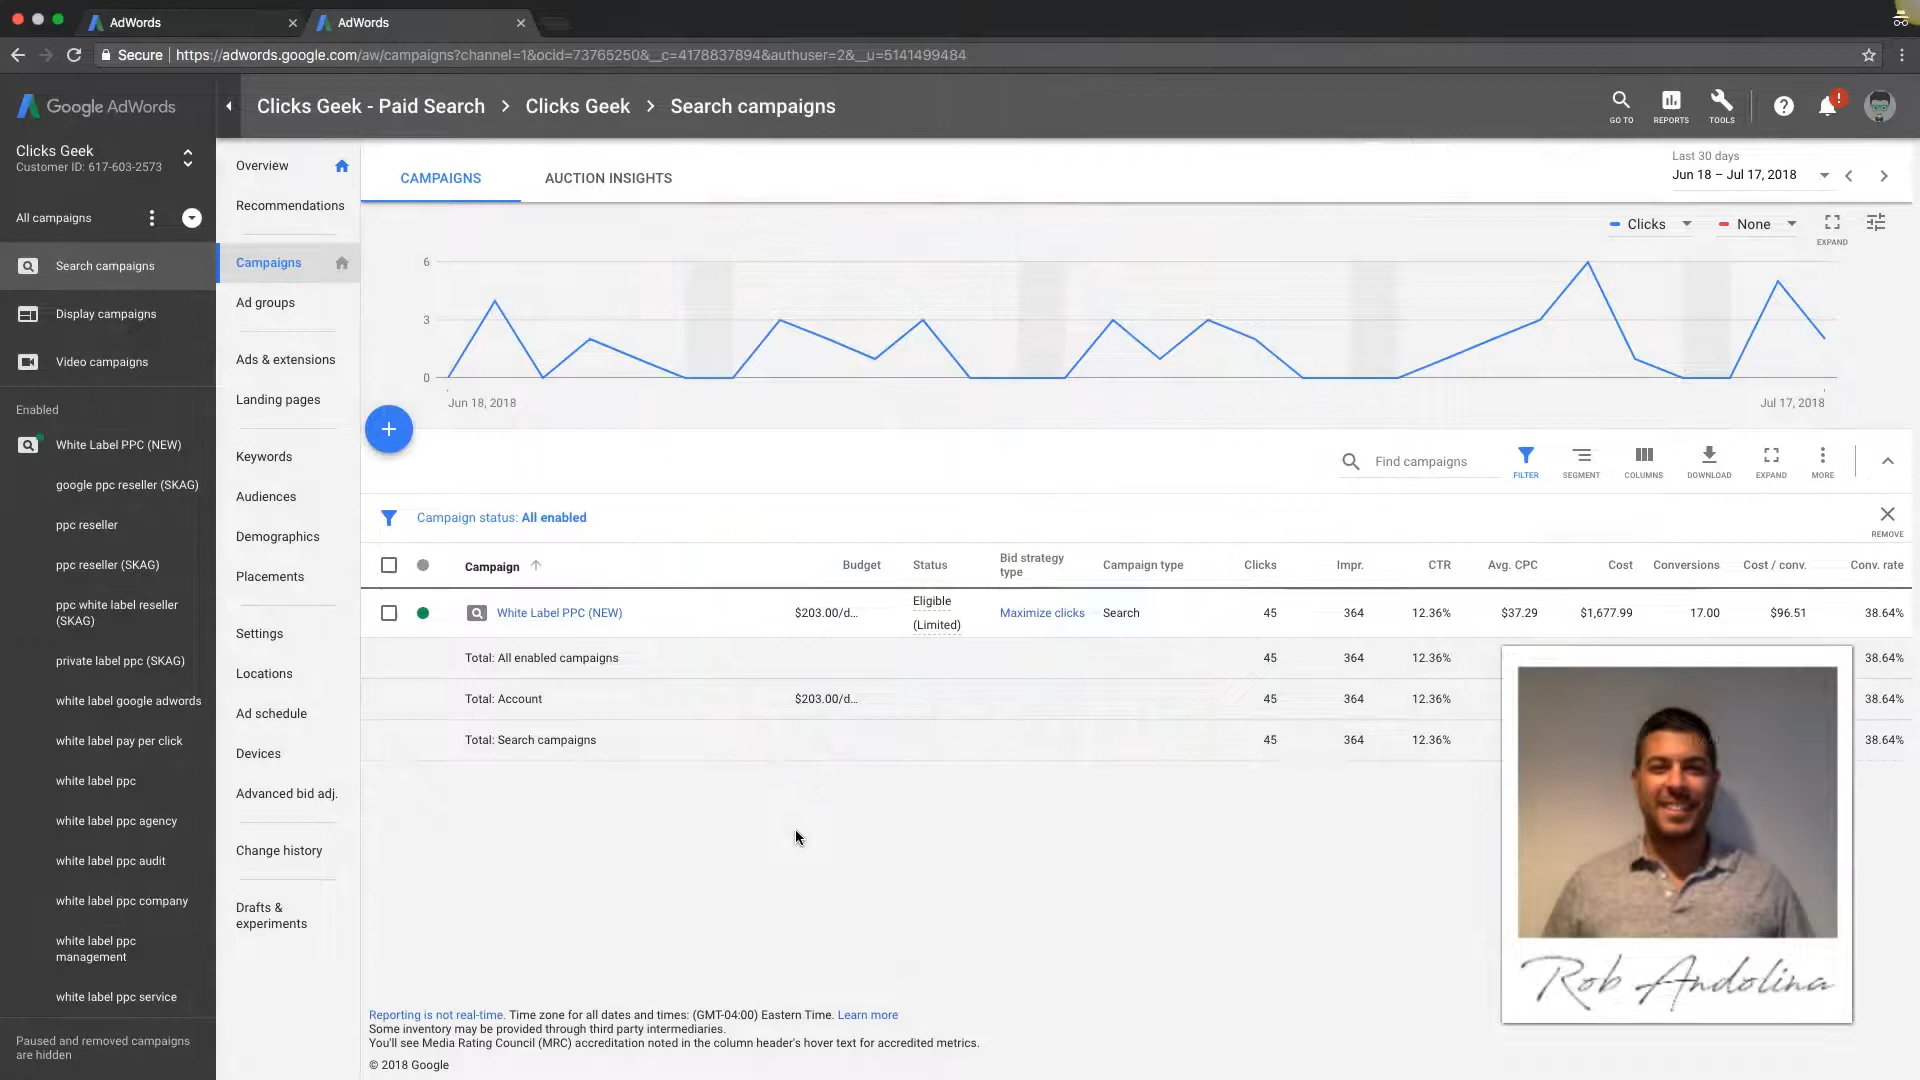 AdWords
AdWords
Secure | https://adwords.google.com/aw/campaigns?channel=1&ocid=73765250&__c=4178837894&authuser=2&__u=5141499484
Google AdWords
Clicks Geek - Paid Search > Clicks Geek > Search campaigns
GO TO
REPORTS
TOOLS
!
Clicks Geek
Customer ID: 617-603-2573
All campaigns
Search campaigns
Display campaigns
Video campaigns
Enabled
White Label PPC (NEW)
google ppc reseller (SKAG)
ppc reseller
ppc reseller (SKAG)
ppc white label reseller
(SKAG)
private label ppc (SKAG)
white label google adwords
white label pay per click
white label ppc
white label ppc agency
white label ppc audit
white label ppc company
white label ppc
management
white label ppc service
Paused and removed campaigns
are hidden
Overview
Recommendations
Campaigns
Ad groups
Ads & extensions
Landing pages
Keywords
Audiences
Demographics
Placements
Settings
Locations
Ad schedule
Devices
Advanced bid adj.
Change history
Drafts &
experiments
CAMPAIGNS
AUCTION INSIGHTS
Last 30 days
Jun 18 – Jul 17, 2018
Clicks
None
EXPAND
6
3
0
Jun 18, 2018
Jul 17, 2018
Find campaigns
FILTER
SEGMENT
COLUMNS
DOWNLOAD
EXPAND
MORE
Campaign status: All enabled
REMOVE
Campaign Budget Status Bid strategy type Campaign type Clicks Impr. CTR Avg. CPC Cost Conversions Cost / conv. Conv. rate
White Label PPC (NEW) $203.00/d... Eligible (Limited) Maximize clicks Search 45 364 12.36% $37.29 $1,677.99 17.00 $96.51 38.64%
Total: All enabled campaigns 45 364 12.36% 38.64%
Total: Account $203.00/d... 45 364 12.36% 38.64%
Total: Search campaigns 45 364 12.36% 38.64%
Rob Andolina
Reporting is not real-time. Time zone for all dates and times: (GMT-04:00) Eastern Time. Learn more
Some inventory may be provided through third party intermediaries.
You'll see Media Rating Council (MRC) accreditation noted in the column header's hover text for accredited metrics.
© 2018 Google